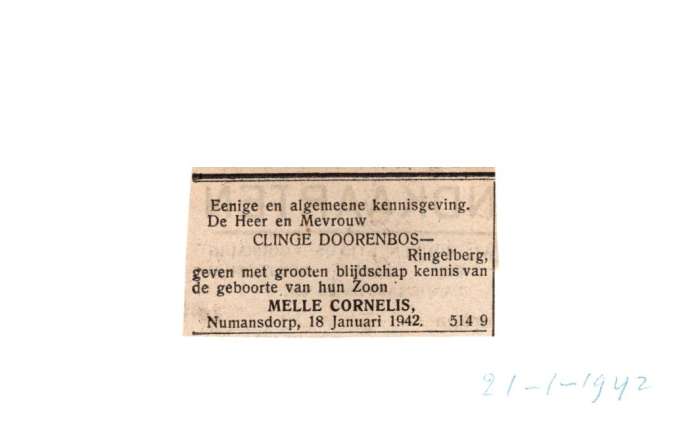 Eenige en algemeene kennisgeving.
De Heer en Mevrouw
CLINGE DOORENBOS—
Ringelberg,
geven met grooten blijdschap kennis van
de geboorte van hun Zoon
MELLE CORNELIS,
Numansdorp, 18 Januari 1942. 514 9
21-1-1942